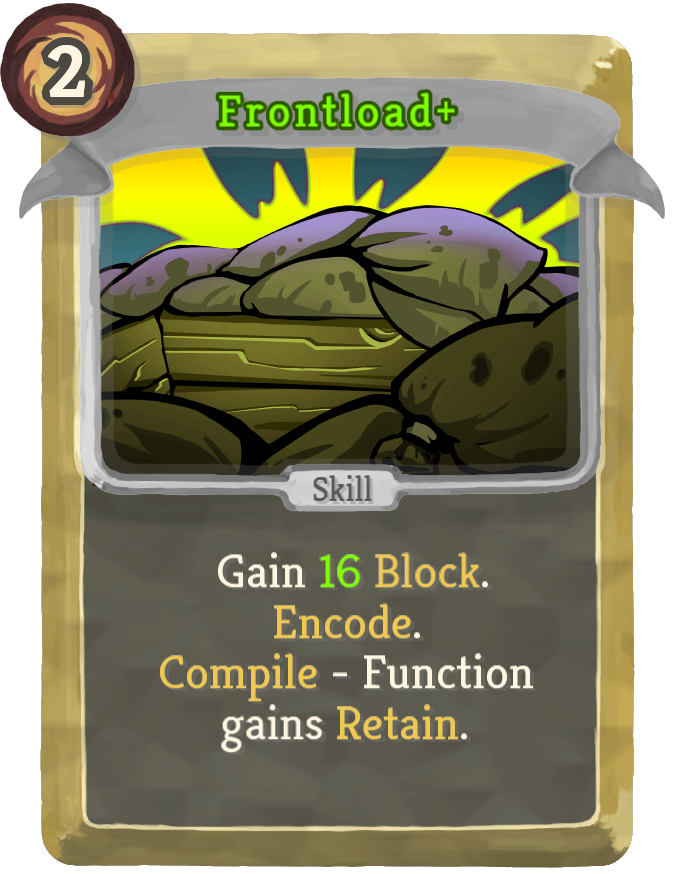 2
Frontload+
Skill
Gain 16 Block.
Encode.
Compile - Function
gains Retain.